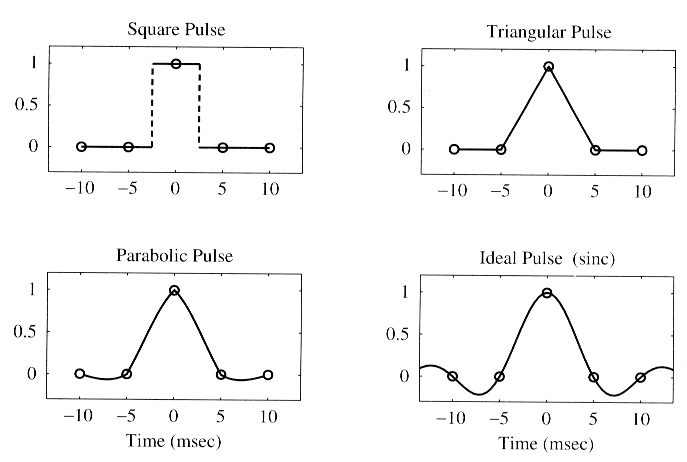 Square Pulse
1
0.5
0
−10 −5 0 5 10
Triangular Pulse
1
0.5
0
−10 −5 0 5 10
Parabolic Pulse
1
0.5
0
−10 −5 0 5 10
Time (msec)
Ideal Pulse (sinc)
1
0.5
0
−10 −5 0 5 10
Time (msec)